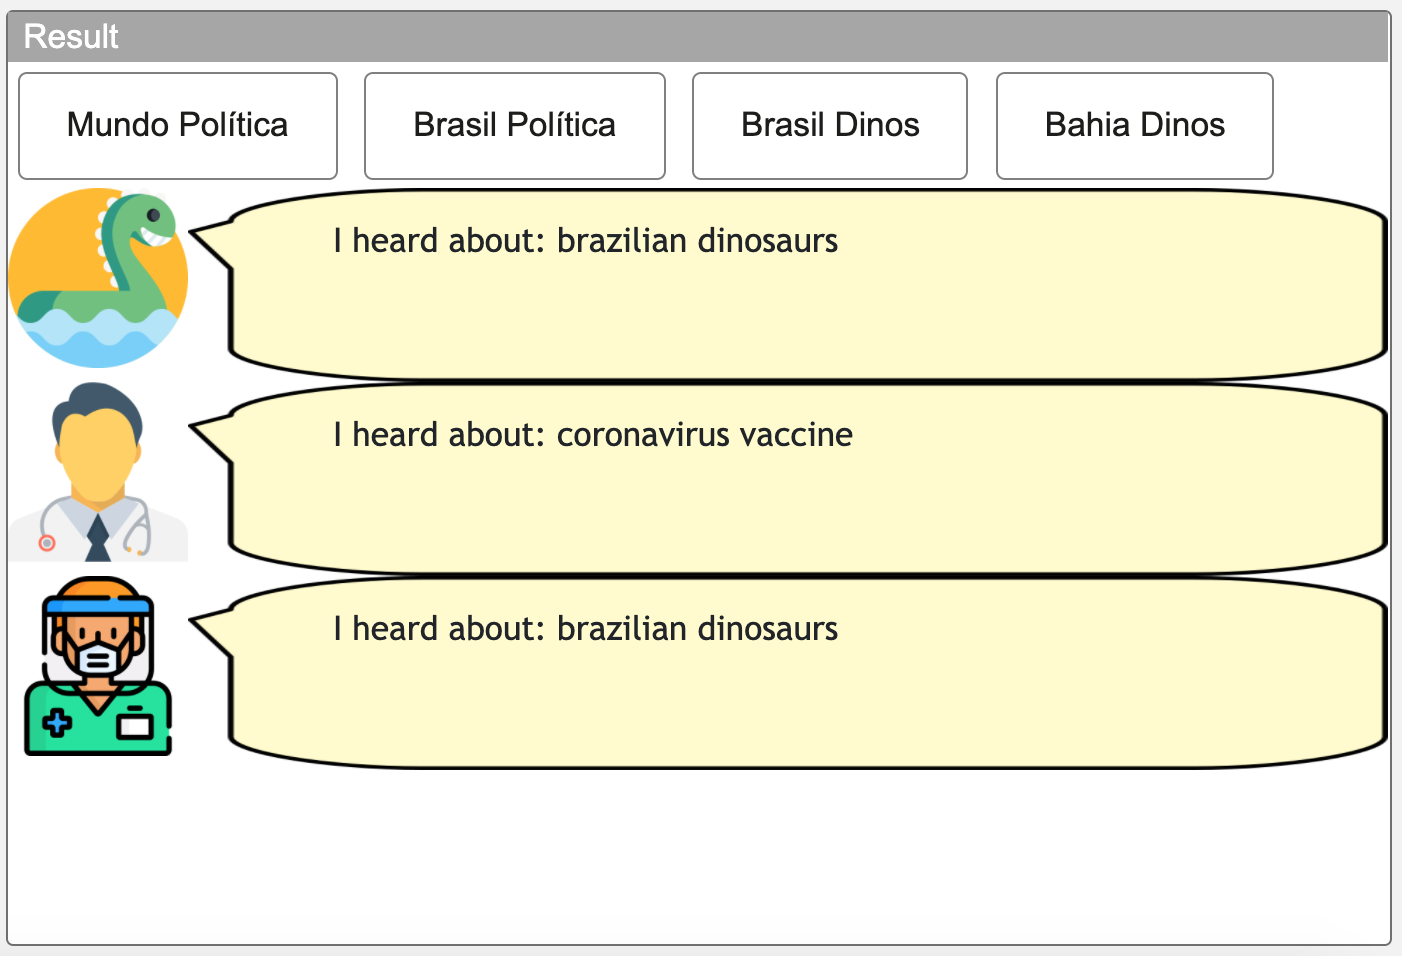 Result
Mundo Política
Brasil Política
Brasil Dinos
Bahia Dinos
I heard about: brazilian dinosaurs
I heard about: coronavirus vaccine
I heard about: brazilian dinosaurs